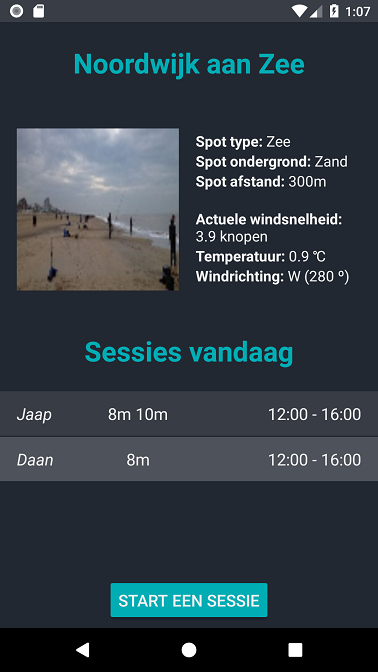 1:07
Noordwijk aan Zee
Spot type: Zee
Spot ondergrond: Zand
Spot afstand: 300m
Actuele windsnelheid:
3.9 knopen
Temperatuur: 0.9 ℃
Windrichting: W (280 º)
Sessies vandaag
Jaap 8m 10m 12:00 - 16:00
Daan 8m 12:00 - 16:00
START EEN SESSIE